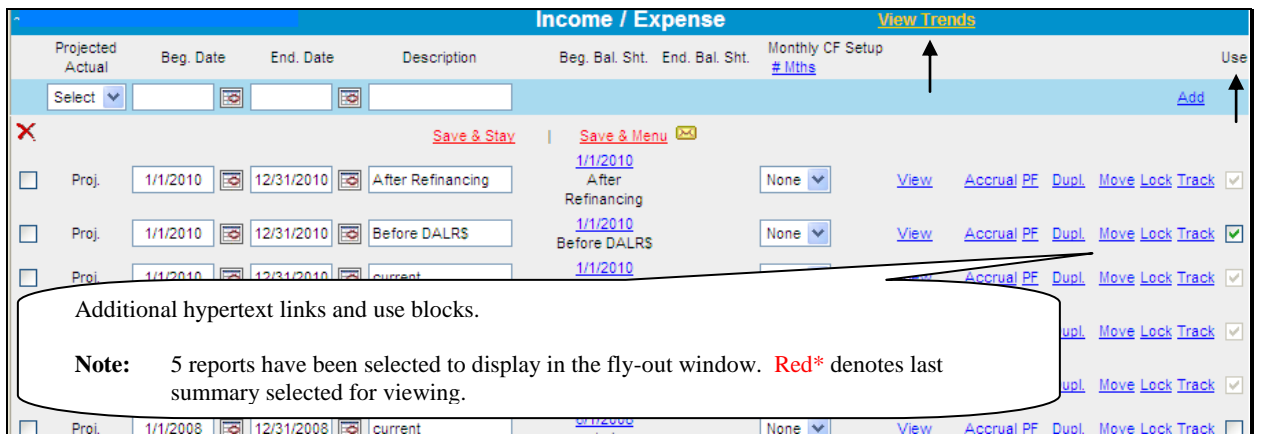 Income / Expense View Trends
Projected Actual Beg. Date End. Date Description Beg. Bal. Sht. End. Bal. Sht. Monthly CF Setup # Mths Use
Select Add
Save & Stay | Save & Menu
Proj. 1/1/2010 12/31/2010 After Refinancing 1/1/2010 After Refinancing None View Accrual PF Dupl. Move Lock Track
Proj. 1/1/2010 12/31/2010 Before DALR$ 1/1/2010 Before DALR$ None View Accrual PF Dupl. Move Lock Track
Proj. 1/1/2010 12/31/2010 current 1/1/2010 View Accrual PF Dupl. Move Lock Track
Additional hypertext links and use blocks.
Dupl. Move Lock Track
Note: 5 reports have been selected to display in the fly-out window. Red* denotes last
summary selected for viewing.
Dupl. Move Lock Track
Proj. 1/1/2008 12/31/2008 current None View Accrual PF Dupl. Move Lock Track